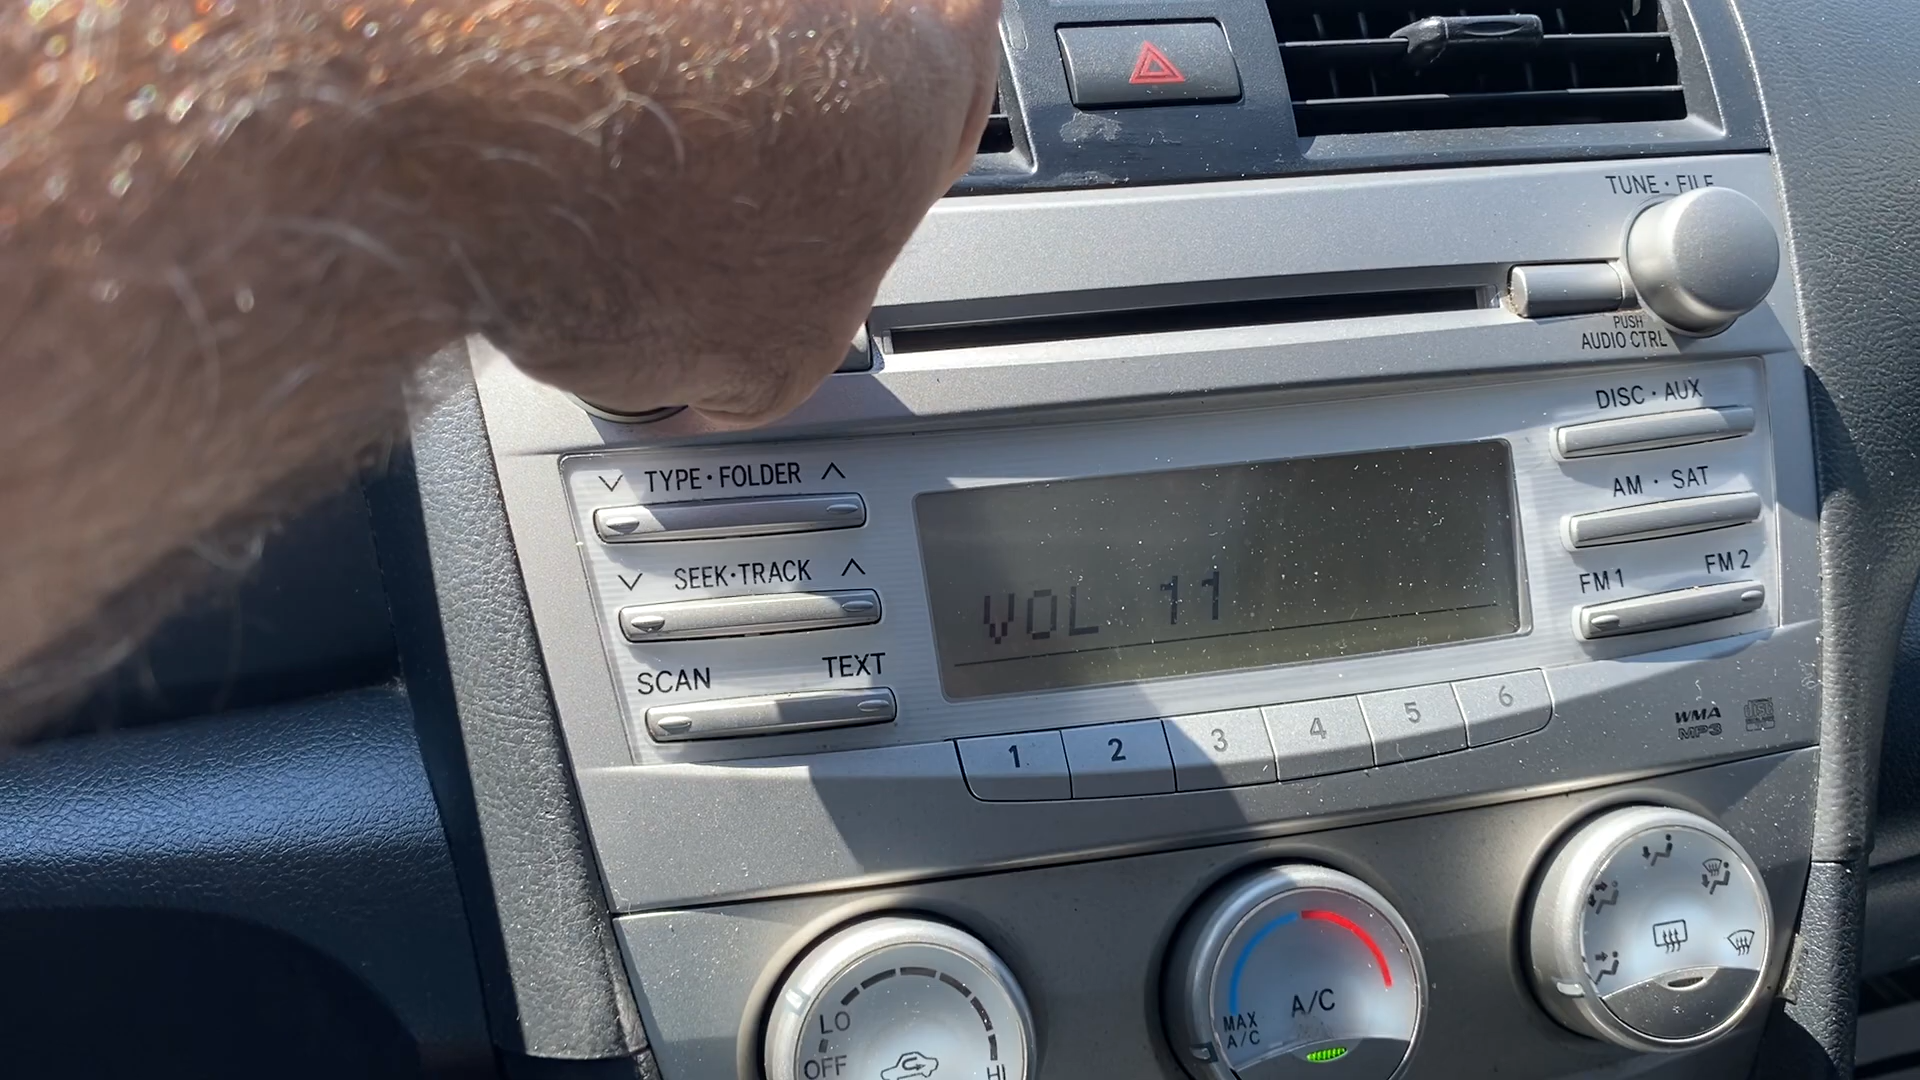 TUNE · FILE
PUSH
AUDIO CTRL
DISC · AUX
TYPE · FOLDER
AM · SAT
SEEK · TRACK
FM 1 FM 2
VOL 11
SCAN TEXT
1 2 3 4 5 6
WMA
MP3
LO
OFF
HI
A/C
MAX
A/C